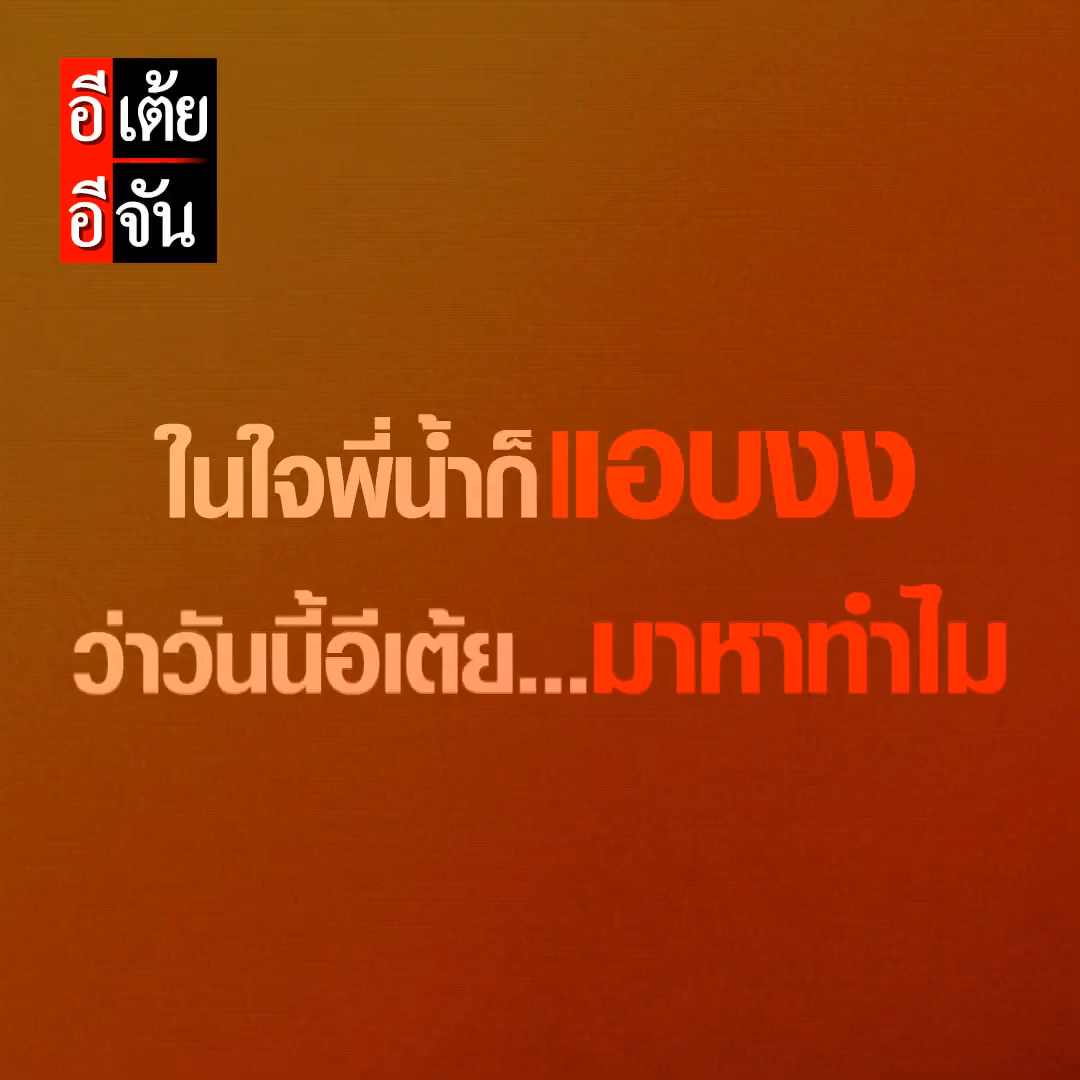 อีเต้ย
อีจัน
ในใจพี่น้ำก็แอบงง
ว่าวันนี้อีเต้ย...มาหาทำไม